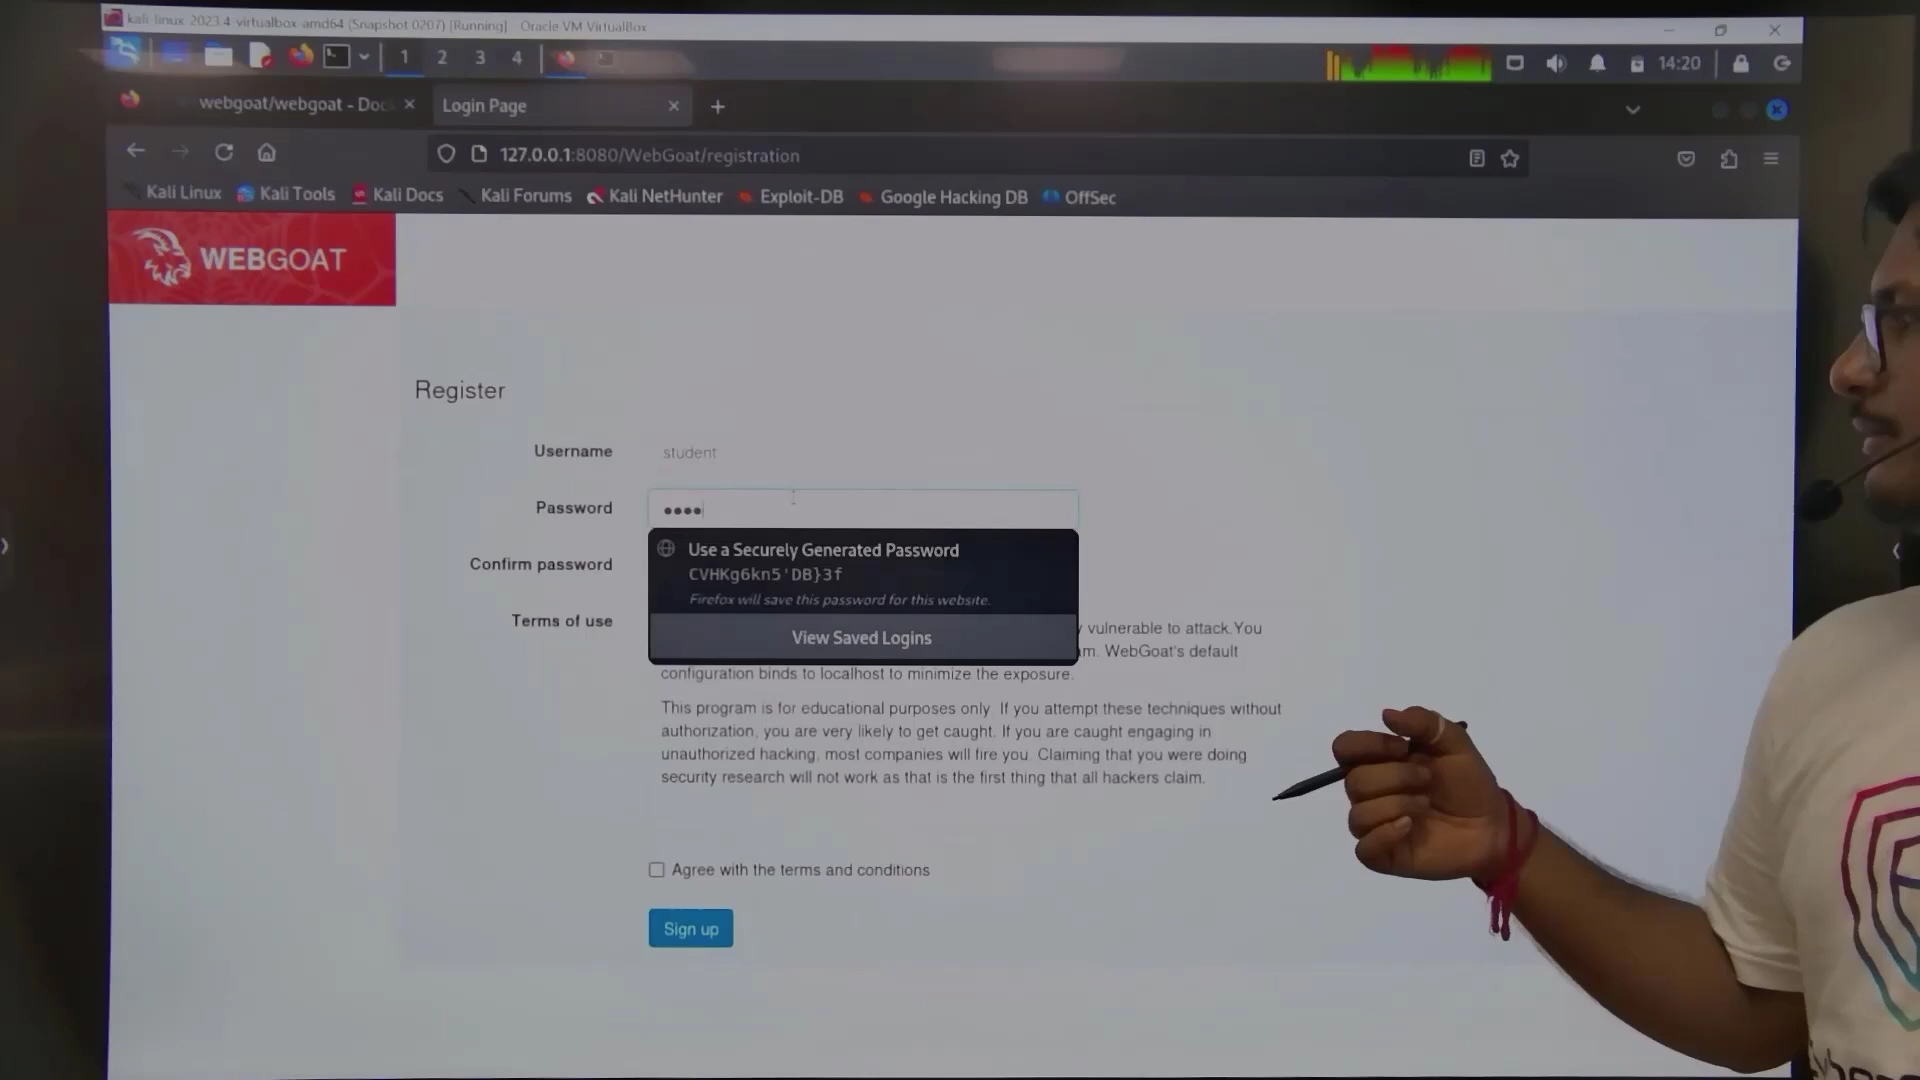 kali-linux-2023.4-virtualbox-amd64 (Snapshot 0207) [Running] - Oracle VM VirtualBox
1 2 3 4
14:20
webgoat/webgoat - Doc
Login Page
127.0.0.1:8080/WebGoat/registration
Kali Linux Kali Tools Kali Docs Kali Forums Kali NetHunter Exploit-DB Google Hacking DB OffSec
WEBGOAT
Register
Username student
Password ••••
Use a Securely Generated Password
CVHKg6kn5'DB}3f
Firefox will save this password for this website.
View Saved Logins
Confirm password
Terms of use
vulnerable to attack.You
WebGoat's default
configuration binds to localhost to minimize the exposure.
This program is for educational purposes only. If you attempt these techniques without
authorization, you are very likely to get caught. If you are caught engaging in
unauthorized hacking, most companies will fire you. Claiming that you were doing
security research will not work as that is the first thing that all hackers claim.
Agree with the terms and conditions
Sign up